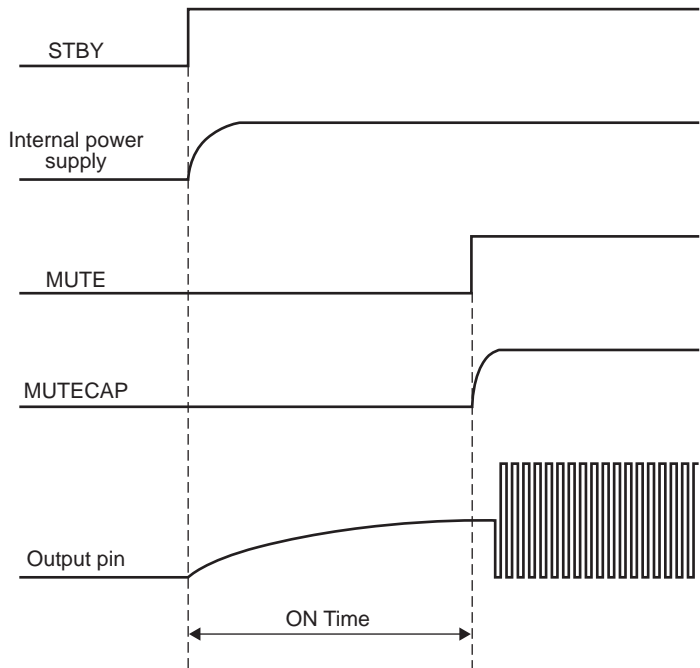 STBY
Internal power
supply
MUTE
MUTECAP
Output pin
ON Time